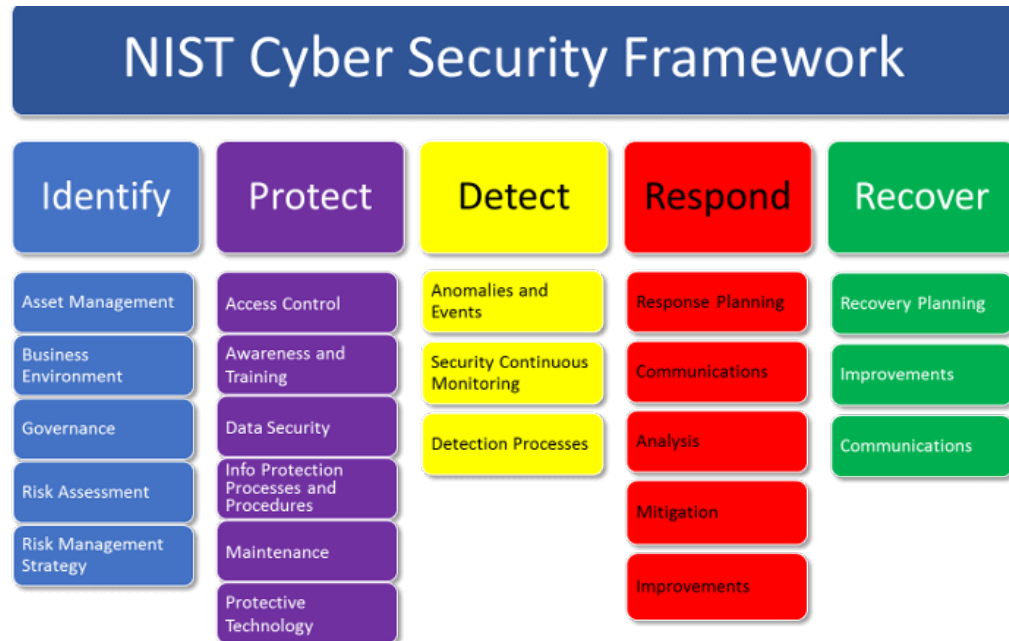 NIST Cyber Security Framework
Identify
Protect
Detect
Respond
Recover
Asset Management
Business
Environment
Governance
Risk Assessment
Risk Management
Strategy
Access Control
Awareness and
Training
Data Security
Info Protection
Processes and
Procedures
Maintenance
Protective
Technology
Anomalies and
Events
Security Continuous
Monitoring
Detection Processes
Response Planning
Communications
Analysis
Mitigation
Improvements
Recovery Planning
Improvements
Communications